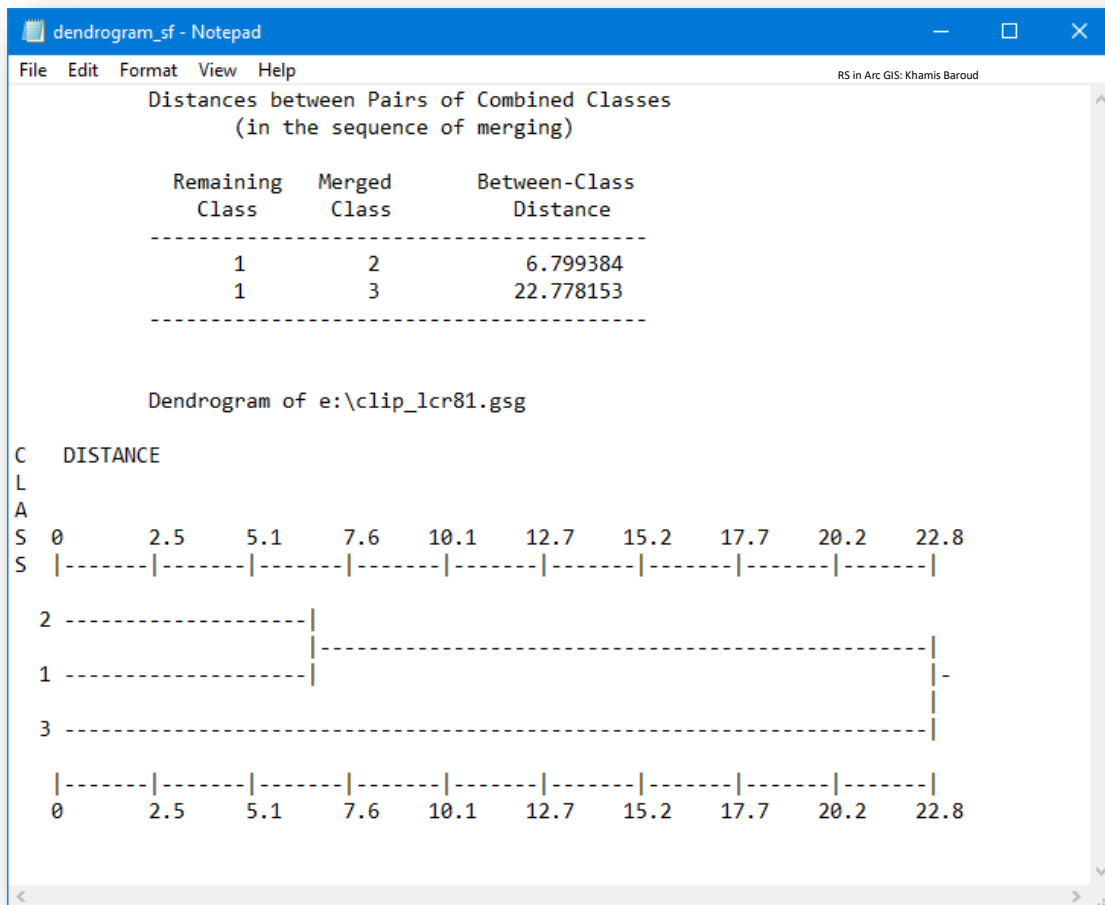 dendrogram_sf - Notepad
File Edit Format View Help
RS in Arc GIS: Khamis Baroud
Distances between Pairs of Combined Classes
(in the sequence of merging)
Remaining Merged Between-Class
Class Class Distance
-----------------------------------------
1 2 6.799384
1 3 22.778153
-----------------------------------------
Dendrogram of e:\clip_lcr81.gsg
C DISTANCE
L
A
S 0 2.5 5.1 7.6 10.1 12.7 15.2 17.7 20.2 22.8
S |-------|-------|-------|-------|-------|-------|-------|-------|-------|
2 --------------------|
|--------------------------------------------------|
1 --------------------| |-
|
3 -----------------------------------------------------------------------|
|-------|-------|-------|-------|-------|-------|-------|-------|-------|
0 2.5 5.1 7.6 10.1 12.7 15.2 17.7 20.2 22.8